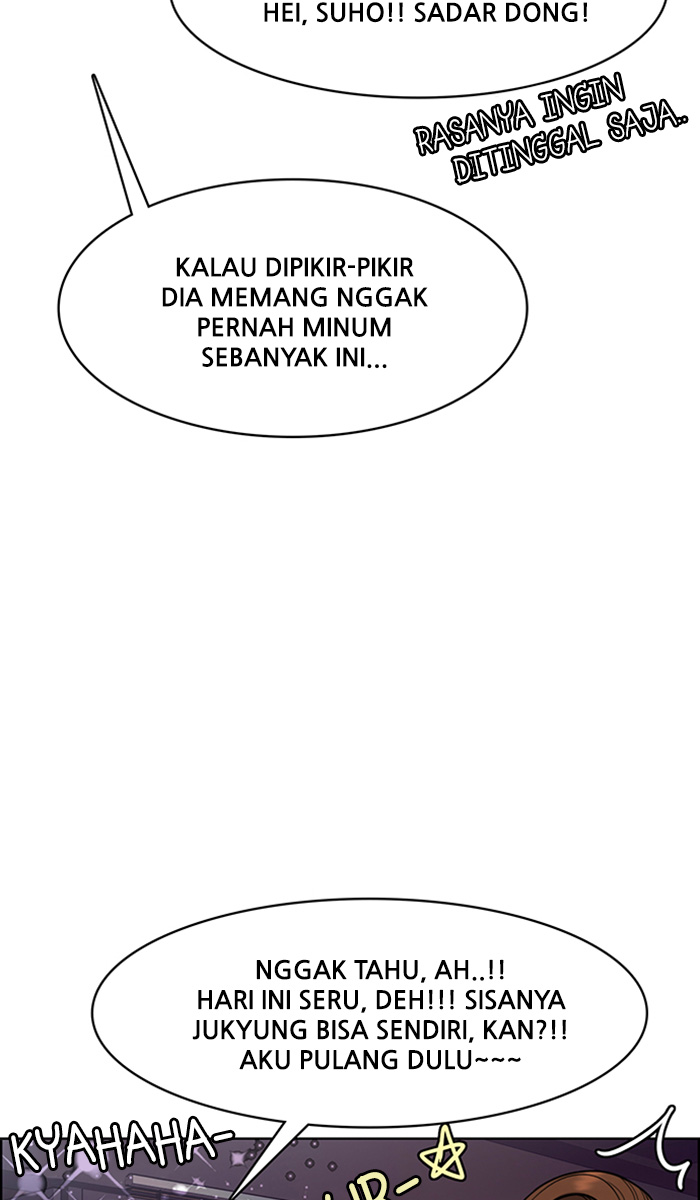 HEI, SUHO!! SADAR DONG!
RASANYA INGIN
DITINGGAL SAJA..
KALAU DIPIKIR-PIKIR
DIA MEMANG NGGAK
PERNAH MINUM
SEBANYAK INI...
NGGAK TAHU, AH..!!
HARI INI SERU, DEH!!! SISANYA
JUKYUNG BISA SENDIRI, KAN?!!
AKU PULANG DULU~~~
KYAHAHA-